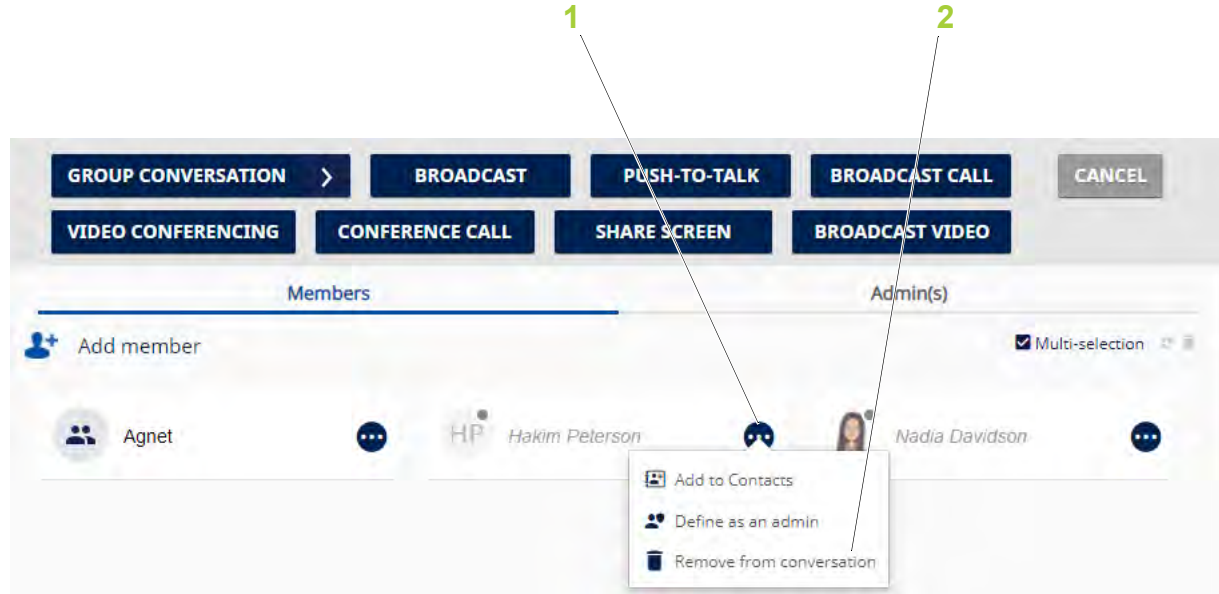 1 2
GROUP CONVERSATION BROADCAST PUSH-TO-TALK BROADCAST CALL CANCEL
VIDEO CONFERENCING CONFERENCE CALL SHARE SCREEN BROADCAST VIDEO
Members Admin(s)
Add member Multi-selection
Agnet HP Hakim Peterson Nadia Davidson
Add to Contacts
Define as an admin
Remove from conversation